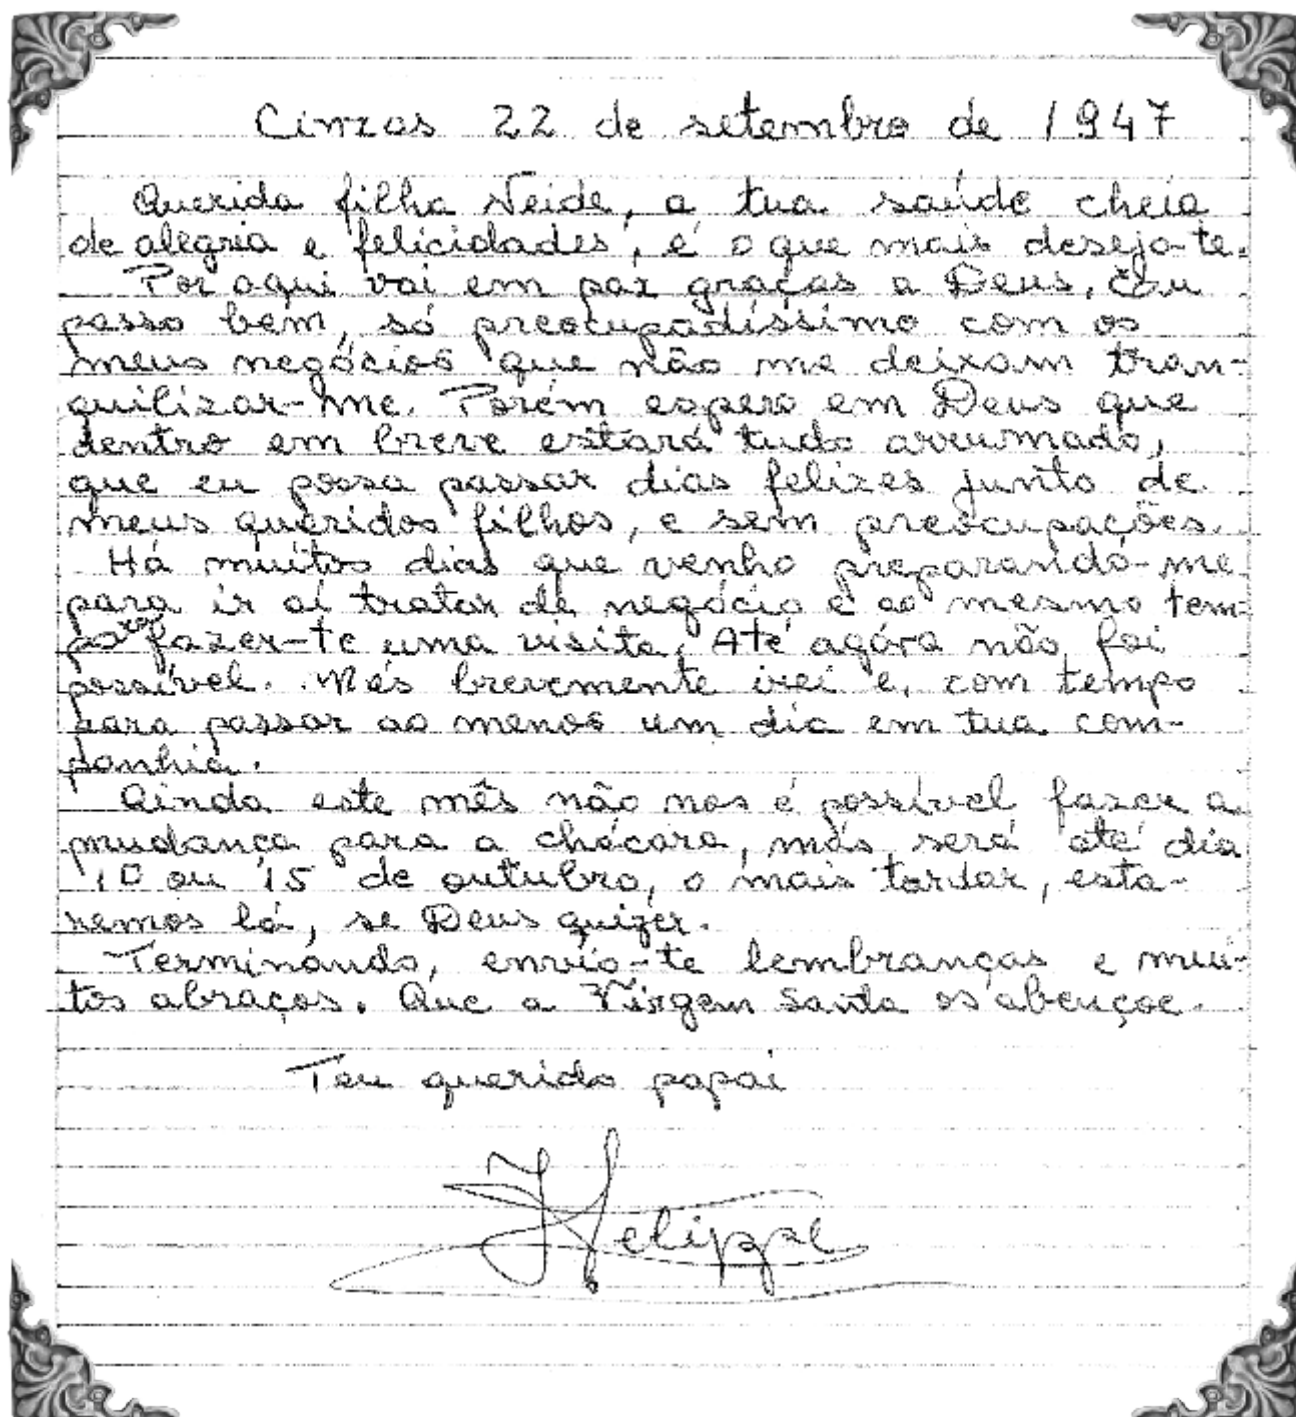 Cinzas 22 de setembro de 1947
Querida filha Neide, a tua saúde cheia
de alegria e felicidades, é o que mais desejo-te.
Por aqui vai em paz graças a Deus, Eu
passo bem, só preocupadíssimo com os
meus negócios que não me deixam tran-
quilizar-me. Porém espero em Deus que
dentro em breve estará tudo arrumado,
que eu possa passar dias felizes junto de
meus queridos filhos, e sem preocupações.
Há muitos dias que venho preparando-me
para ir aí tratar de negócio e ao mesmo tem-
po fazer-te uma visita. Até agóra não foi
possível. Más brevemente irei e, com tempo
para passar ao menos um dia em tua com-
panhia.
Ainda este mês não nos é possível fazer a
mudança para a chácara, más será até dia
10 ou 15 de outubro, o mais tardar, esta-
remos lá, se Deus quizer.
Terminando, envio-te lembranças e mui-
tos abraços. Que a Virgem Santa os abençoe.
Teu querido papai
Felippe